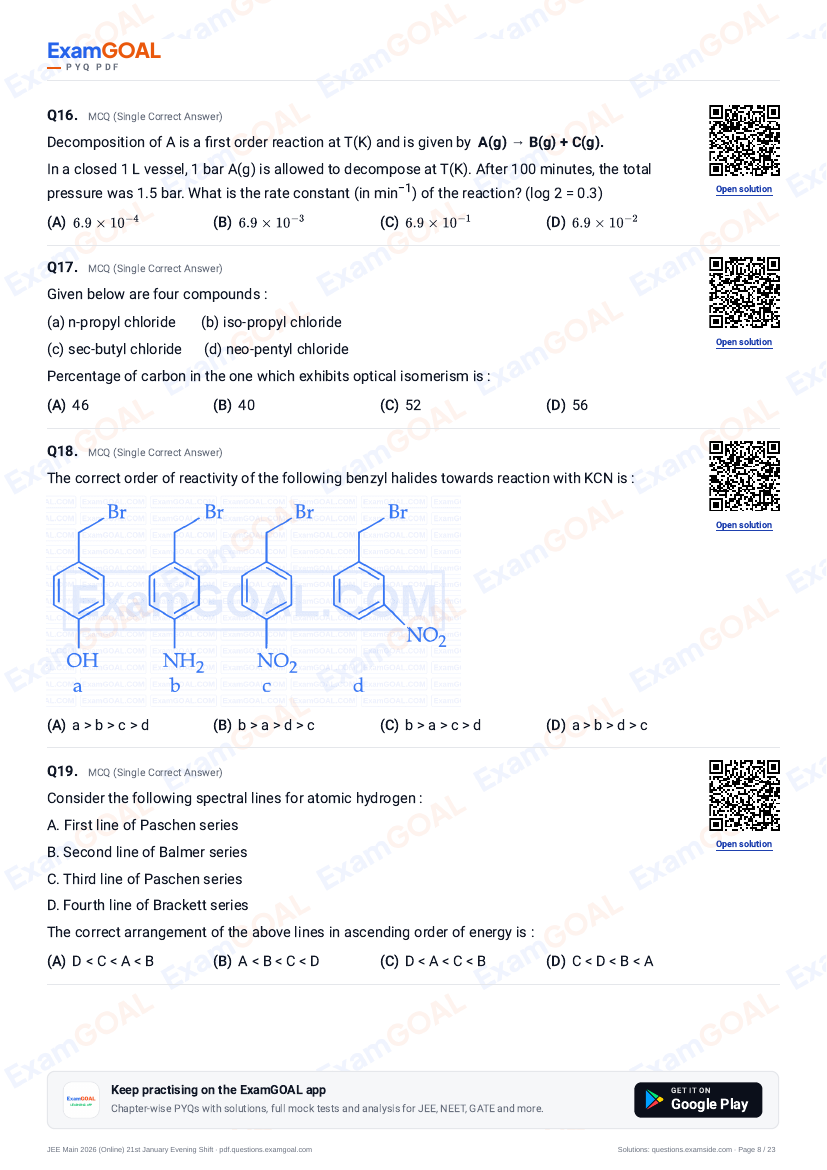 ExamGOAL
PYQ PDF
Q16. MCQ (Single Correct Answer)
Decomposition of A is a first order reaction at T(K) and is given by A(g) → B(g) + C(g).
In a closed 1 L vessel, 1 bar A(g) is allowed to decompose at T(K). After 100 minutes, the total
pressure was 1.5 bar. What is the rate constant (in min⁻¹) of the reaction? (log 2 = 0.3)
(A) 6.9 × 10⁻⁴ (B) 6.9 × 10⁻³ (C) 6.9 × 10⁻¹ (D) 6.9 × 10⁻²
Open solution
Q17. MCQ (Single Correct Answer)
Given below are four compounds :
(a) n-propyl chloride (b) iso-propyl chloride
(c) sec-butyl chloride (d) neo-pentyl chloride
Percentage of carbon in the one which exhibits optical isomerism is :
(A) 46 (B) 40 (C) 52 (D) 56
Open solution
Q18. MCQ (Single Correct Answer)
The correct order of reactivity of the following benzyl halides towards reaction with KCN is :
Open solution
Br Br Br Br
ExamGOAL.COM
NO₂
OH NH₂ NO₂
a b c d
(A) a > b > c > d (B) b > a > d > c (C) b > a > c > d (D) a > b > d > c
Q19. MCQ (Single Correct Answer)
Consider the following spectral lines for atomic hydrogen :
A. First line of Paschen series
B. Second line of Balmer series
C. Third line of Paschen series
D. Fourth line of Brackett series
The correct arrangement of the above lines in ascending order of energy is :
(A) D < C < A < B (B) A < B < C < D (C) D < A < C < B (D) C < D < B < A
Open solution
ExamGOAL
Keep practising on the ExamGOAL app
Chapter-wise PYQs with solutions, full mock tests and analysis for JEE, NEET, GATE and more.
GET IT ON
Google Play
JEE Main 2026 (Online) 21st January Evening Shift · pdf.questions.examgoal.com
Solutions: questions.examside.com · Page 8 / 23